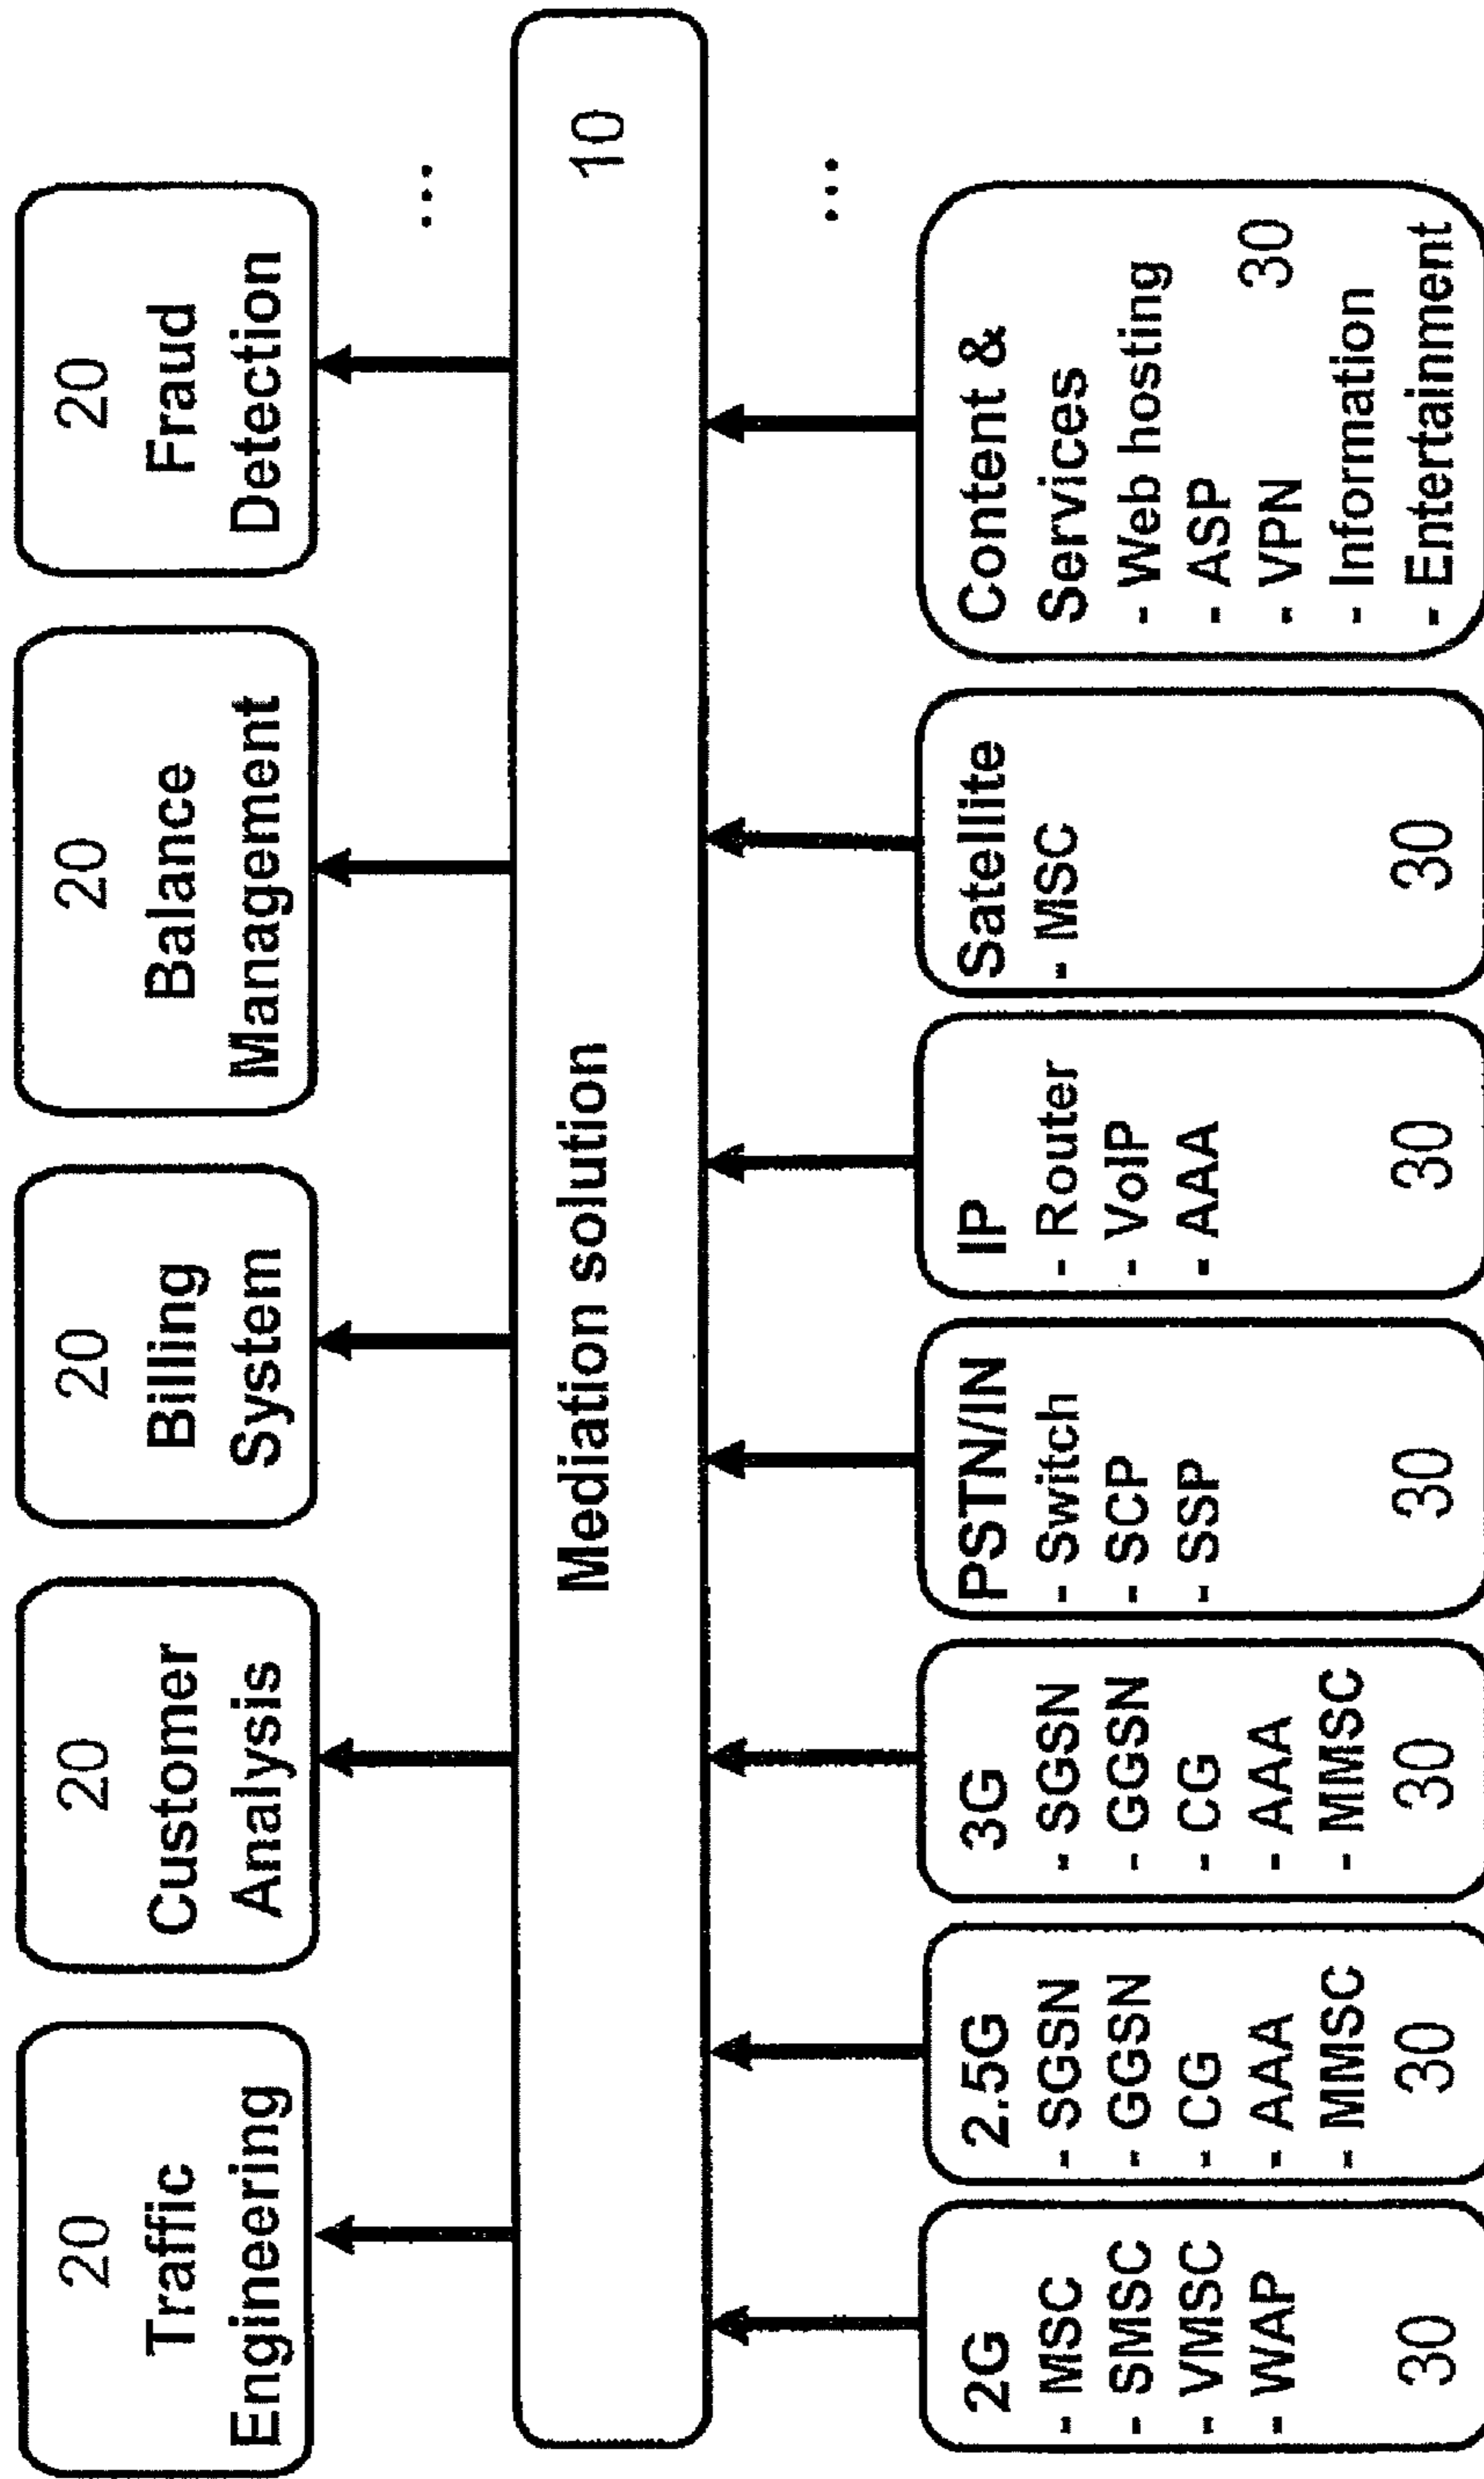 20
Traffic
Engineering
20
Customer
Analysis
20
Billing
System
20
Balance
Management
20
Fraud
Detection
...
Mediation solution
10
...
2G
- MSC
- SMSC
- VMSC
- WAP
30
2.5G
- SGSN
- GGSN
- CG
- AAA
- MMSC
30
3G
- SGSN
- GGSN
- CG
- AAA
- MMSC
30
PSTN/IN
- Switch
- SCP
- SSP
30
IP
- Router
- VoIP
- AAA
30
Satellite
- MSC
30
Content &
Services
- Web hosting
- ASP
- VPN 30
- Information
- Entertainment